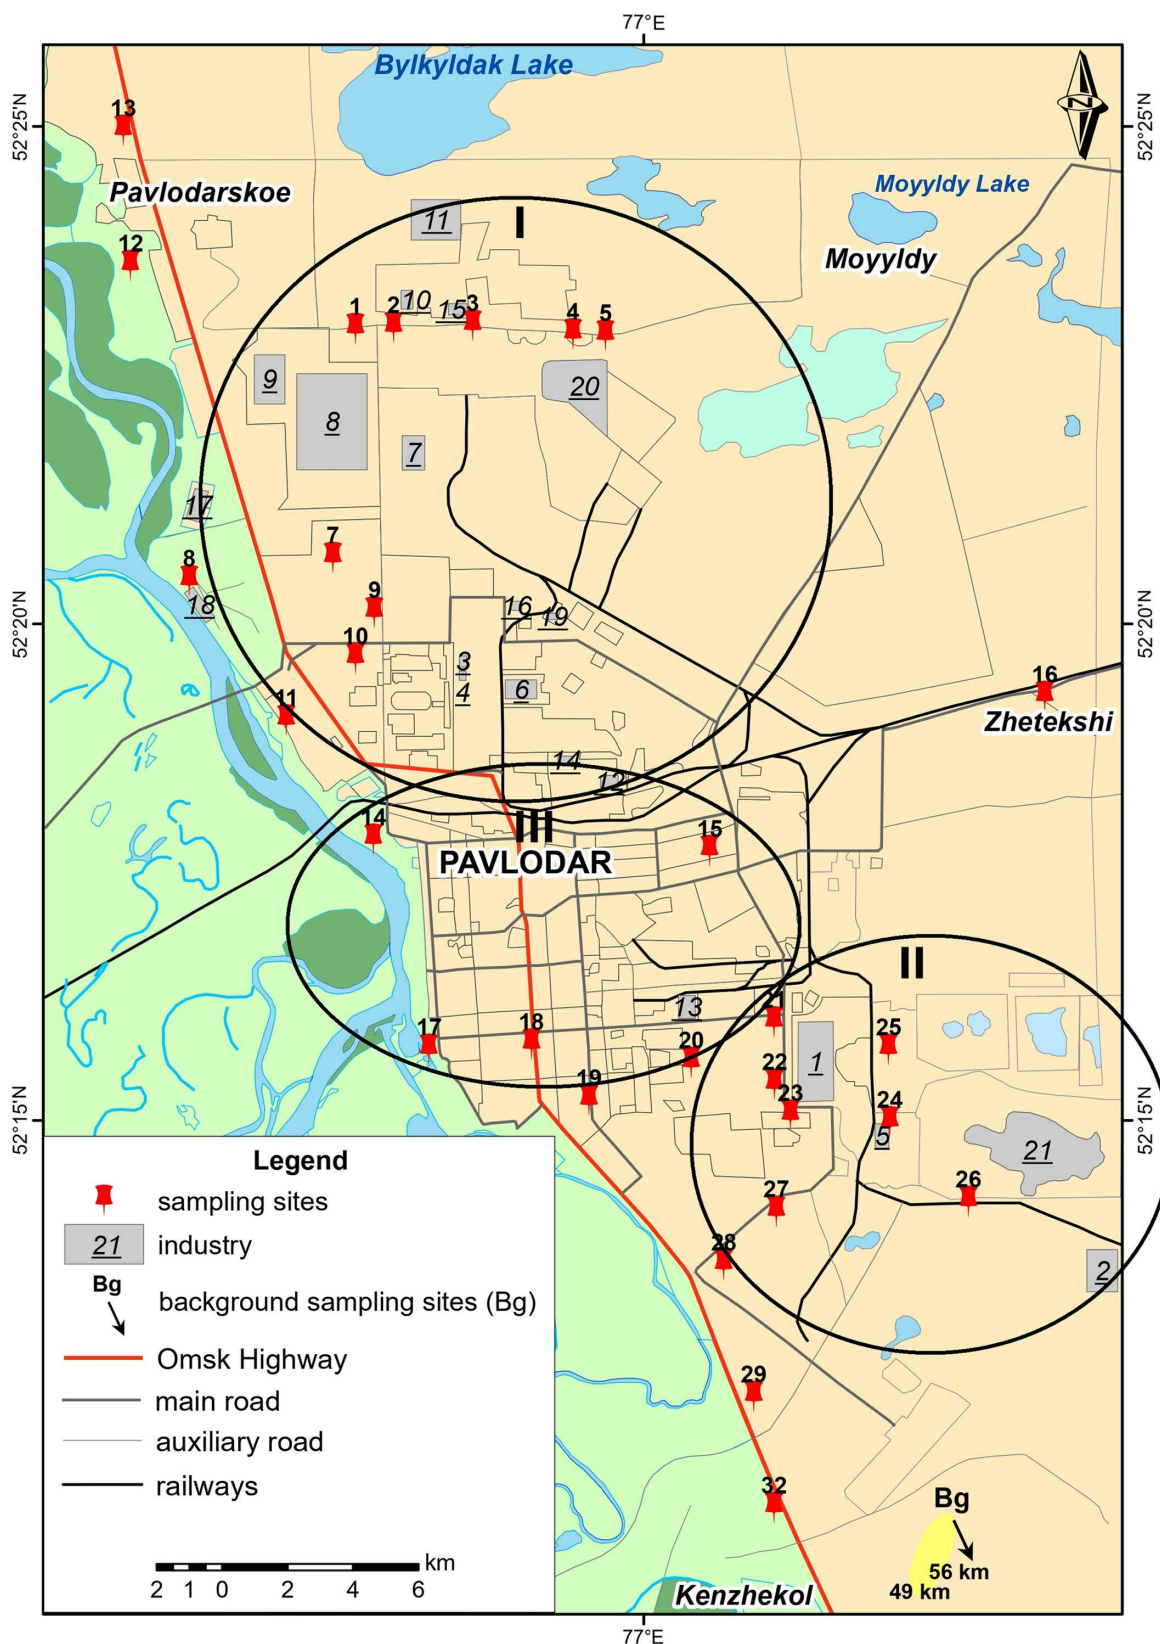 77°E
Bylkyldak Lake
N
13
52°25'N
52°25'N
Pavlodarskoe
Moyyldy Lake
11
I
12
Moyyldy
1
2
10
15
3
4
5
9
20
8
7
17
7
8
18
9
16
19
52°20'N
52°20'N
10
3
4
6
11
16
Zhetekshi
14
12
14
III
15
PAVLODAR
II
13
21
17
18
20
25
22
1
19
23
24
5
52°15'N
52°15'N
21
26
27
28
2
Legend
sampling sites
21
industry
Bg
background sampling sites (Bg)
Omsk Highway
main road
auxiliary road
railways
km
2 1 0 2 4 6
29
32
Bg
56 km
49 km
Kenzhekol
77°E